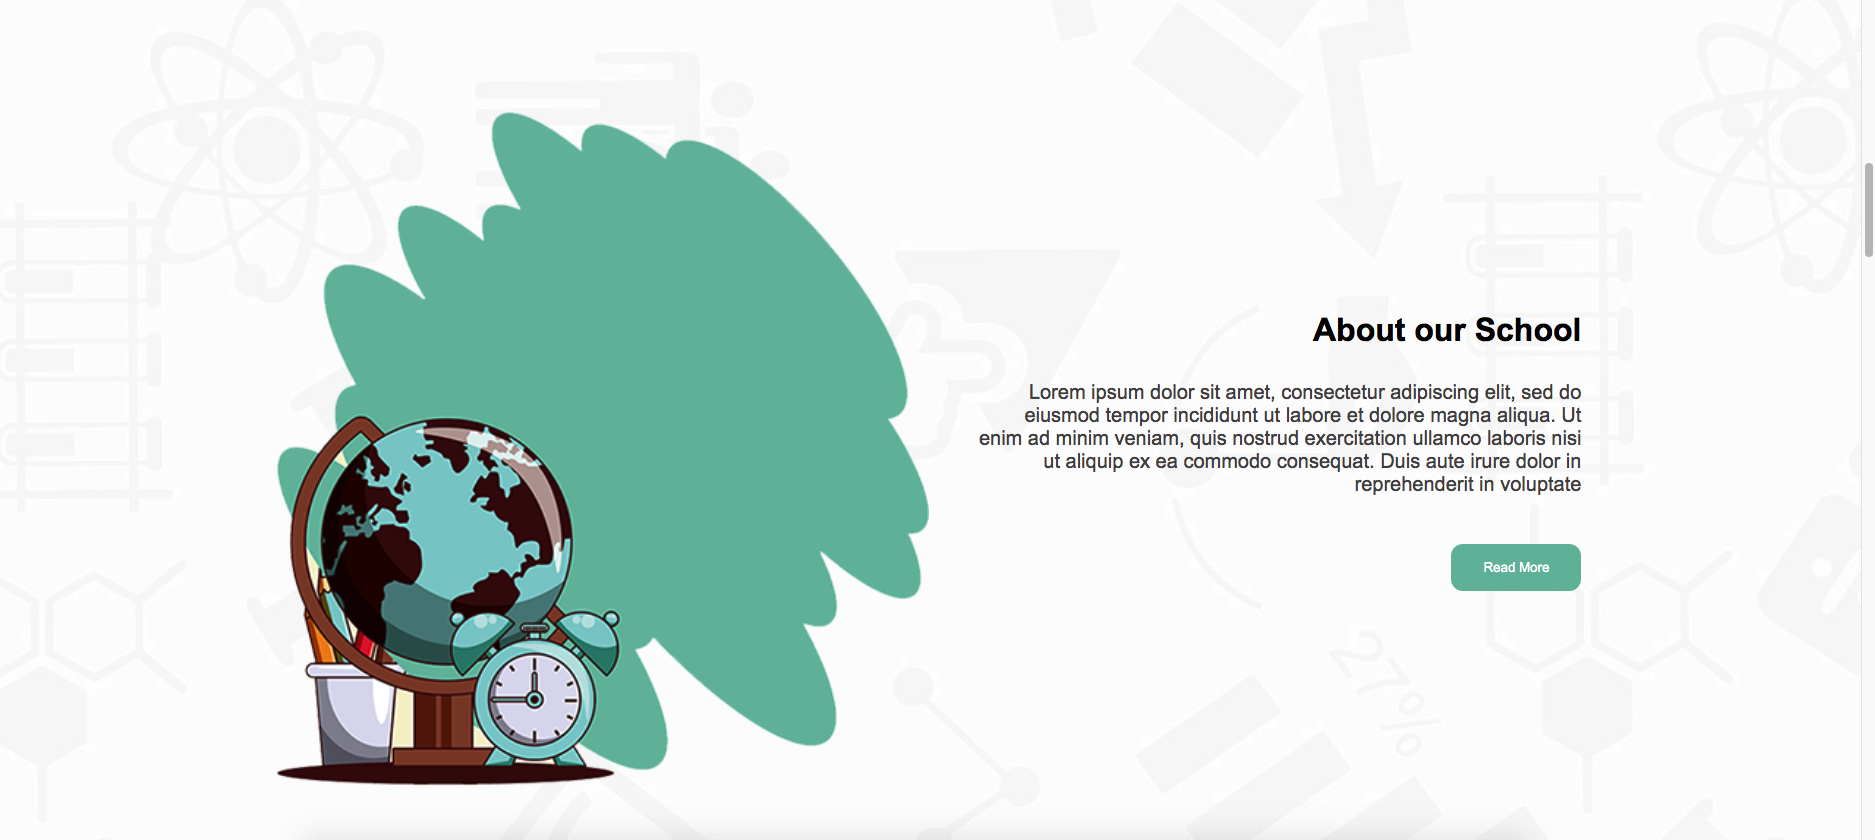 About our School
Lorem ipsum dolor sit amet, consectetur adipiscing elit, sed do
eiusmod tempor incididunt ut labore et dolore magna aliqua. Ut
enim ad minim veniam, quis nostrud exercitation ullamco laboris nisi
ut aliquip ex ea commodo consequat. Duis aute irure dolor in
reprehenderit in voluptate
Read More
27%